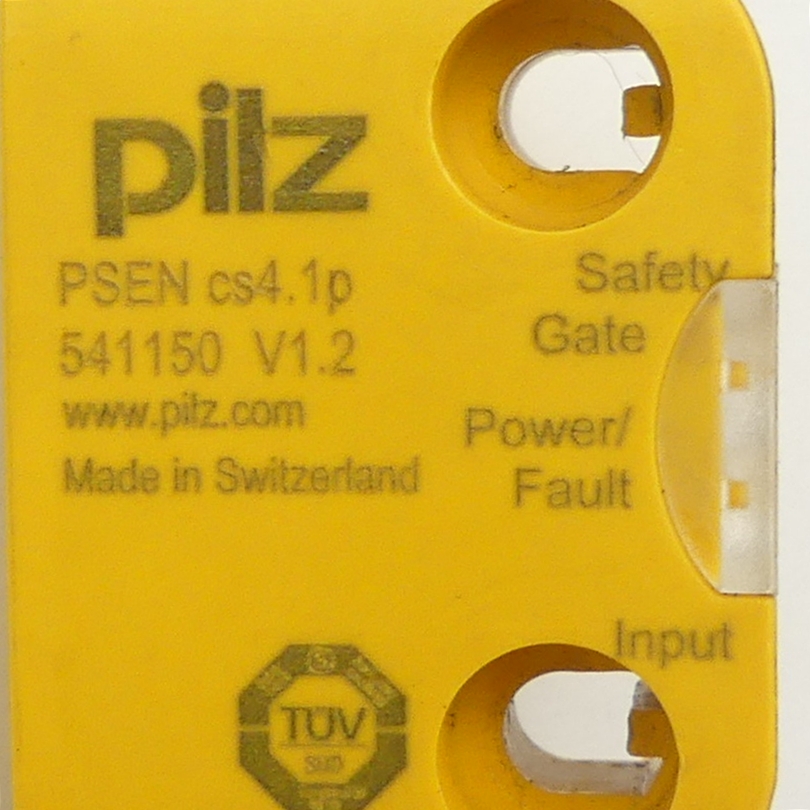 pilz
PSEN cs4.1p
541150 V1.2
www.pilz.com
Made in Switzerland
Safety
Gate
Power/
Fault
Input
TÜV
SÜD